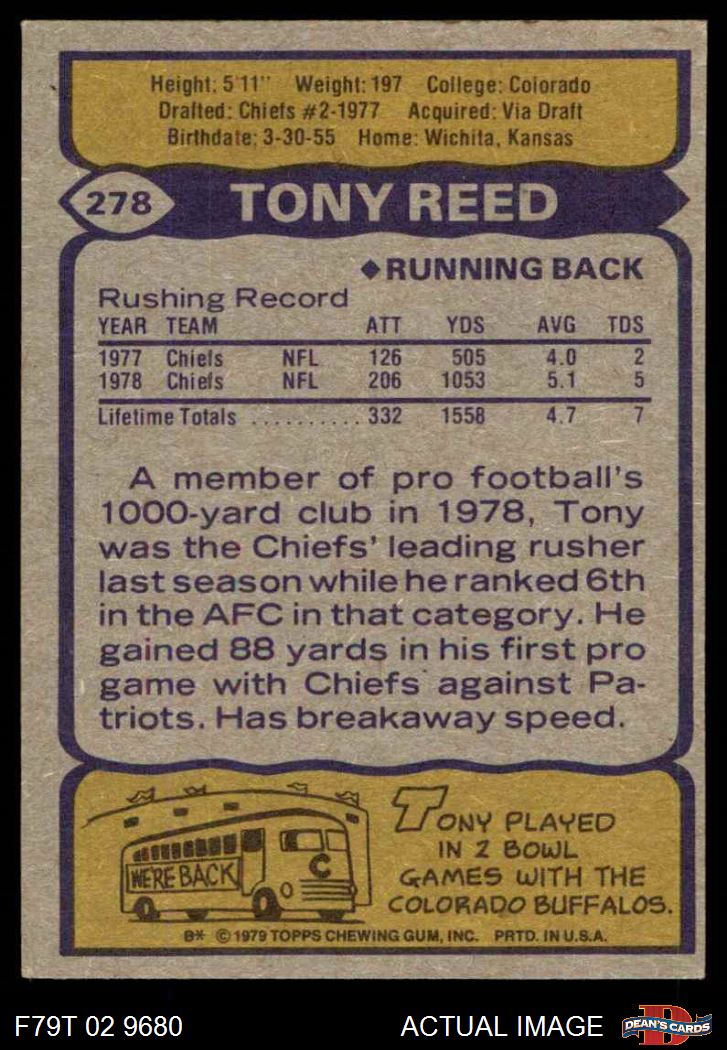 Height: 5'11" Weight: 197 College: Colorado
Drafted: Chiefs #2-1977 Acquired: Via Draft
Birthdate: 3-30-55 Home: Wichita, Kansas
278 TONY REED
◆RUNNING BACK
Rushing Record
YEAR TEAM ATT YDS AVG TDS
1977 Chiefs NFL 126 505 4.0 2
1978 Chiefs NFL 206 1053 5.1 5
Lifetime Totals .......... 332 1558 4.7 7
A member of pro football's
1000-yard club in 1978, Tony
was the Chiefs' leading rusher
last season while he ranked 6th
in the AFC in that category. He
gained 88 yards in his first pro
game with Chiefs against Pa-
triots. Has breakaway speed.
WE'RE BACK
C
TONY PLAYED
IN 2 BOWL
GAMES WITH THE
COLORADO BUFFALOS.
B* © 1979 TOPPS CHEWING GUM, INC. PRTD. IN U.S.A.
F79T 02 9680 ACTUAL IMAGE
D
DEAN'S CARDS